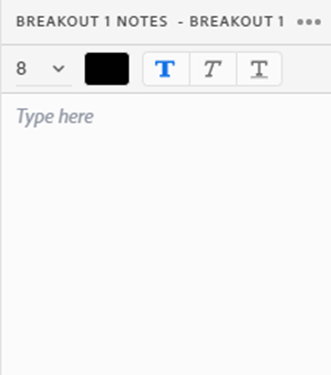 BREAKOUT 1 NOTES - BREAKOUT 1
8 T T T
Type here